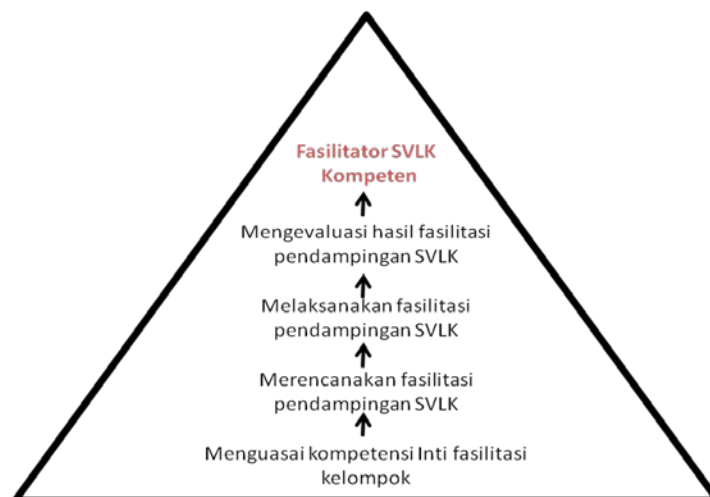 Fasilitator SVLK
Kompeten
Mengevaluasi hasil fasilitasi
pendampingan SVLK
Melaksanakan fasilitasi
pendampingan SVLK
Merencanakan fasilitasi
pendampingan SVLK
Menguasai kompetensi Inti fasilitasi
kelompok